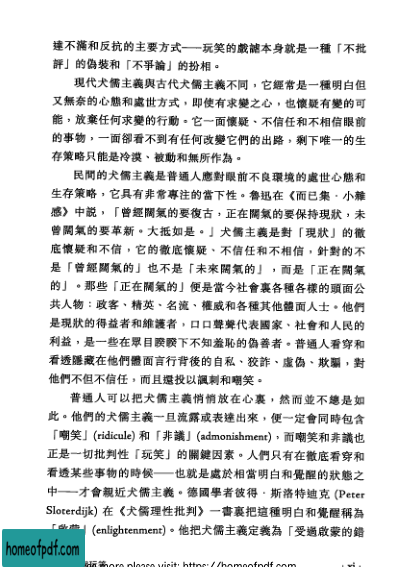 達不滿和反抗的主要方式——玩笑的戲謔本身就是一種「不批
評」的偽裝和「不爭論」的扮相。
現代犬儒主義與古代犬儒主義不同，它經常是一種明白但
又無奈的心態和處世方式，即使有求變之心，也懷疑有變的可
能，放棄任何求變的行動。它一面懷疑、不信任和不相信眼前
的事物，一面卻看不到有任何改變它們的出路，剩下唯一的生
存策略只能是冷漠、被動和無所作為。
民間的犬儒主義是普通人應對眼前不良環境的處世心態和
生存策略，它具有非常專注的當下性。魯迅在《而已集．小雜
感》中說，「曾經闊氣的要復古，正在闊氣的要保持現狀，未
曾闊氣的要革新。大抵如是。」犬儒主義是對「現狀」的徹
底懷疑和不信，它的徹底懷疑、不信任和不相信，針對的不
是「曾經闊氣的」也不是「未來闊氣的」，而是「正在闊氣
的」。那些「正在闊氣的」便是當今社會裏各種各樣的頭面公
共人物：政客、精英、名流、權威和各種其他體面人士。他們
是現狀的得益者和維護者，口口聲聲代表國家、社會和人民的
利益，是一些在眾目睽睽下不知羞恥的偽善者。普通人看穿和
看透隱藏在他們體面言行背後的自私、狡詐、虛偽、欺騙，對
他們不但不信任，而且還投以諷刺和嘲笑。
普通人可以把犬儒主義悄悄放在心裏，然而並不總是如
此。他們的犬儒主義一旦流露或表達出來，便一定會同時包含
「嘲笑」(ridicule) 和「非議」(admonishment)，而嘲笑和非議也
正是一切批判性「玩笑」的關鍵因素。人們只有在徹底看穿和
看透某些事物的時候——也就是處於相當明白和覺醒的狀態之
中——才會親近犬儒主義。德國學者彼得．斯洛特迪克 (Peter
Sloterdijk) 在《犬儒理性批判》一書裏把這種明白和覺醒稱為
(enlightenment)。他把犬儒主義定義為「受過啟蒙的錯
homeofpdf.com
more please visit: https://homeofpdf.com
xi